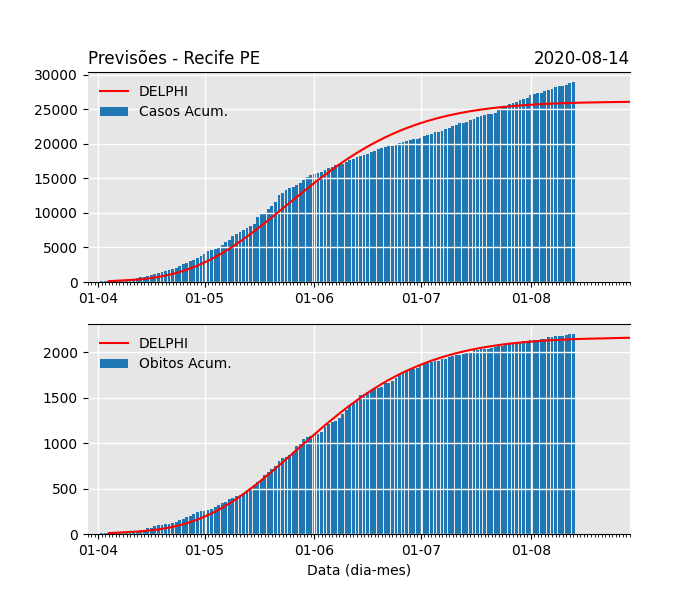 Previsões - Recife PE 2020-08-14
30000
25000
20000
15000
10000
5000
0
DELPHI
Casos Acum.
01-04 01-05 01-06 01-07 01-08
2000
1500
1000
500
0
DELPHI
Obitos Acum.
01-04 01-05 01-06 01-07 01-08
Data (dia-mes)